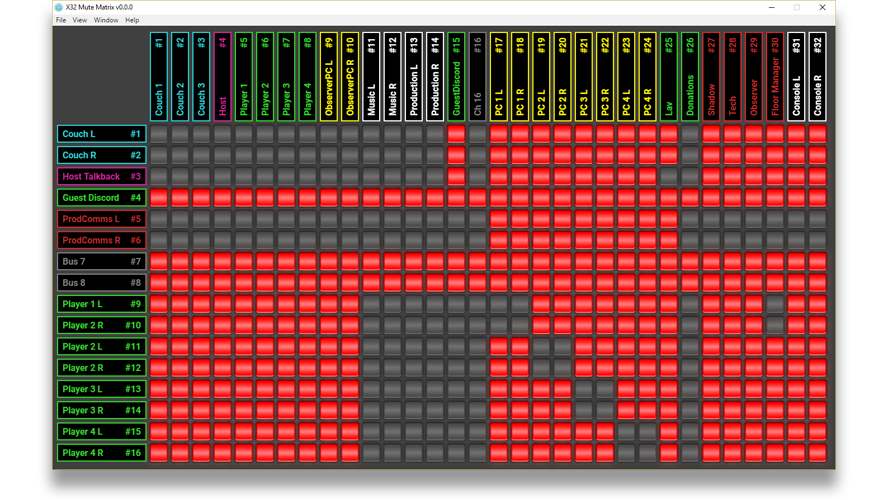 X32 Mute Matrix v0.0.0
File View Window Help
Couch 1 #1
Couch 2 #2
Couch 3 #3
Host #4
Player 1 #5
Player 2 #6
Player 3 #7
Player 4 #8
ObserverPC L #9
ObserverPC R #10
Music L #11
Music R #12
Production L #13
Production R #14
GuestDiscord #15
Ch 16 #16
PC 1 L #17
PC 1 R #18
PC 2 L #19
PC 2 R #20
PC 3 L #21
PC 3 R #22
PC 4 L #23
PC 4 R #24
Lav #25
Donations #26
Shadow #27
Tech #28
Observer #29
Floor Manager #30
Console L #31
Console R #32
Couch L #1
Couch R #2
Host Talkback #3
Guest Discord #4
ProdComms L #5
ProdComms R #6
Bus 7 #7
Bus 8 #8
Player 1 L #9
Player 2 R #10
Player 2 L #11
Player 2 R #12
Player 3 L #13
Player 3 R #14
Player 4 L #15
Player 4 R #16